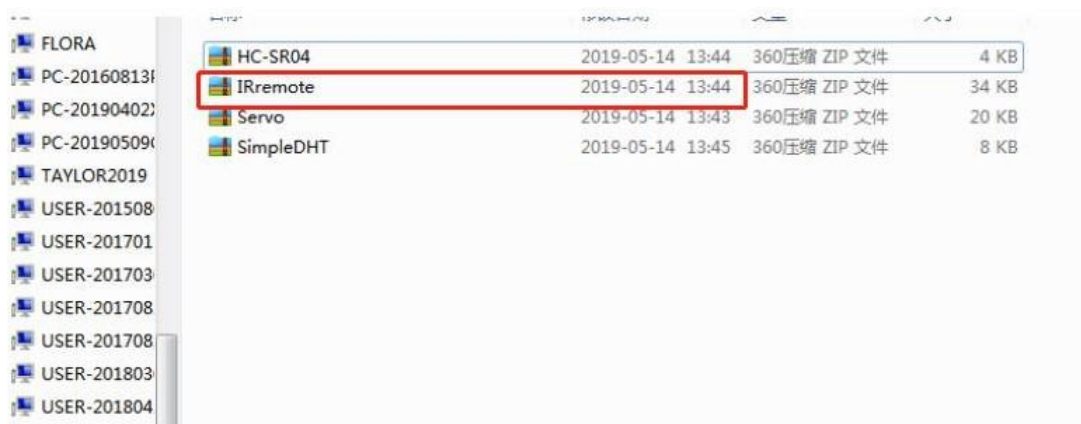 FLORA
PC-20160813
PC-20190402
PC-20190509
TAYLOR2019
USER-201508
USER-201701
USER-201703
USER-201708
USER-201708
USER-201803
USER-201804
HC-SR04 2019-05-14 13:44 360压缩 ZIP 文件 4 KB
IRremote 2019-05-14 13:44 360压缩 ZIP 文件 34 KB
Servo 2019-05-14 13:43 360压缩 ZIP 文件 20 KB
SimpleDHT 2019-05-14 13:45 360压缩 ZIP 文件 8 KB